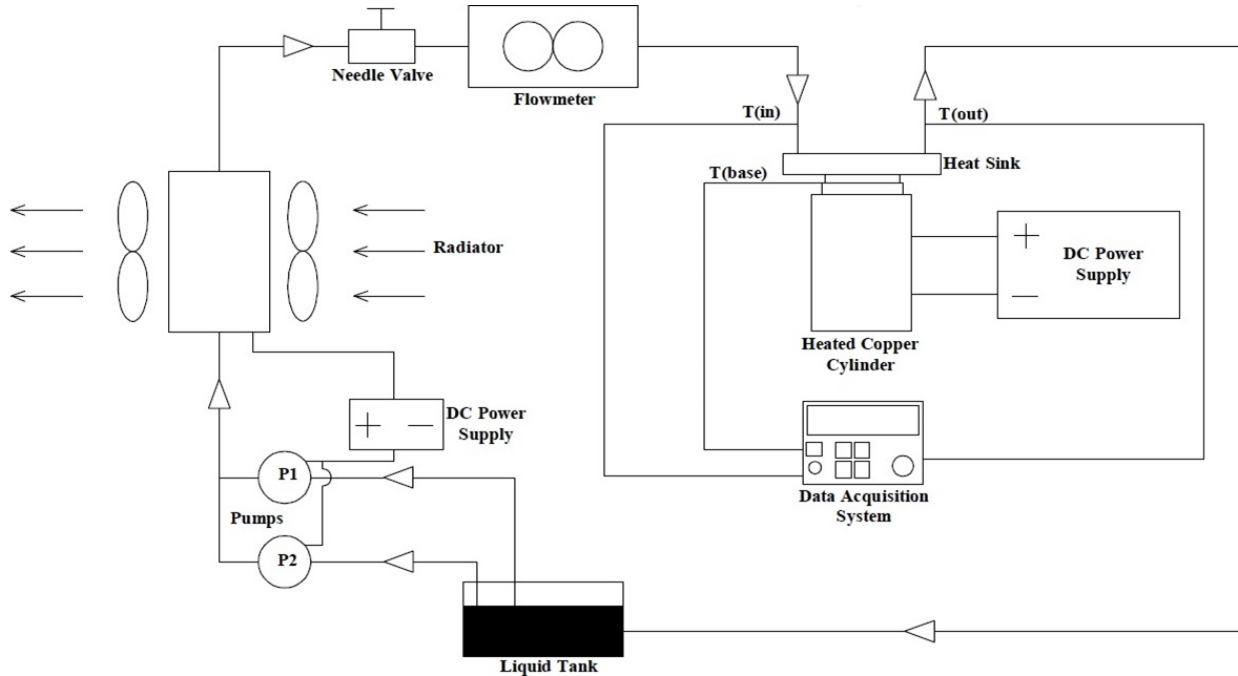 Needle Valve
Flowmeter
T(in)
T(out)
Heat Sink
T(base)
Radiator
+
DC Power
Supply
—
Heated Copper
Cylinder
DC Power
Supply
+ —
P1
Pumps
Data Acquisition
System
P2
Liquid Tank